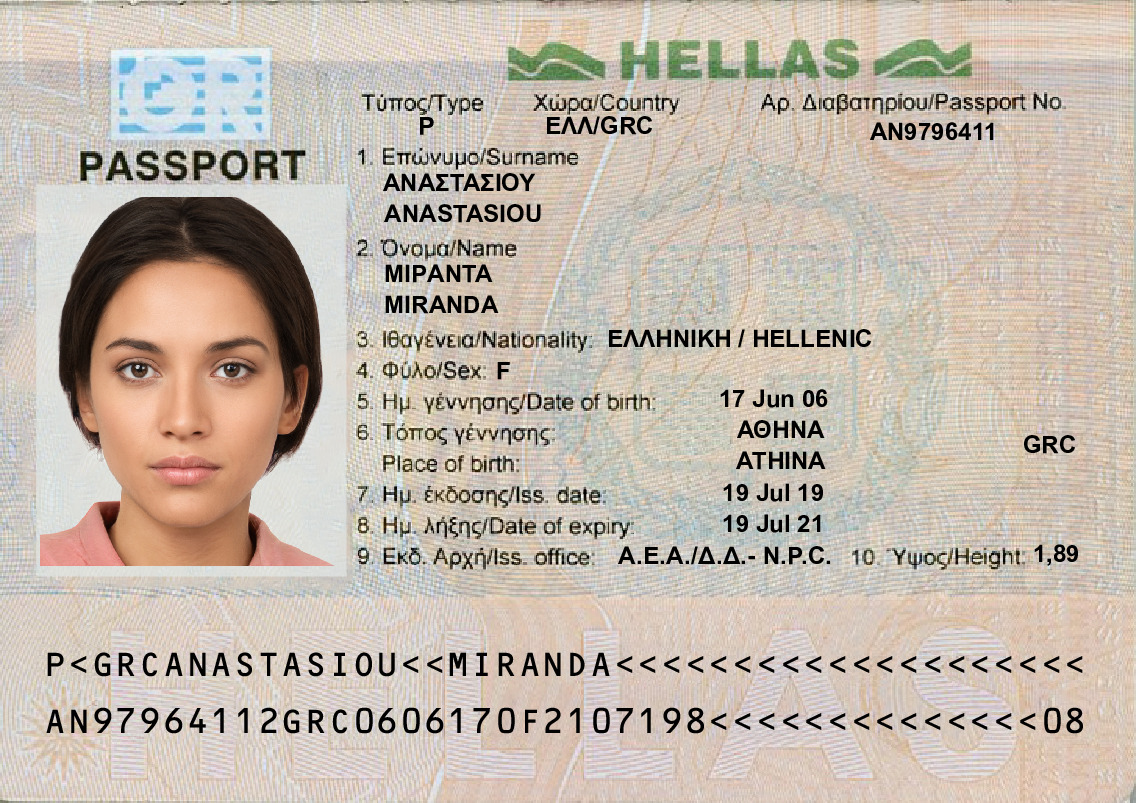 GR
HELLAS
PASSPORT
Τύπος/Type Χώρα/Country Αρ. Διαβατηρίου/Passport No.
P ΕΛΛ/GRC AN9796411
1. Επώνυμο/Surname
ΑΝΑΣΤΑΣΙΟΥ
ANASTASIOU
2. Όνομα/Name
ΜΙΡΑΝΤΑ
MIRANDA
3. Ιθαγένεια/Nationality: ΕΛΛΗΝΙΚΗ / HELLENIC
4. Φύλο/Sex: F
5. Ημ. γέννησης/Date of birth: 17 Jun 06
6. Τόπος γέννησης: ΑΘΗΝΑ
Place of birth: ATHINA GRC
7. Ημ. έκδοσης/Iss. date: 19 Jul 19
8. Ημ. λήξης/Date of expiry: 19 Jul 21
9 Εκδ. Αρχή/Iss. office: Α.Ε.Α./Δ.Δ.- N.P.C. 10. Ύψος/Height: 1,89
HELLAS
P<GRCANASTASIOU<<MIRANDA<<<<<<<<<<<<<<<<<<<<
AN97964112GRC0606170F2107198<<<<<<<<<<<<<<08